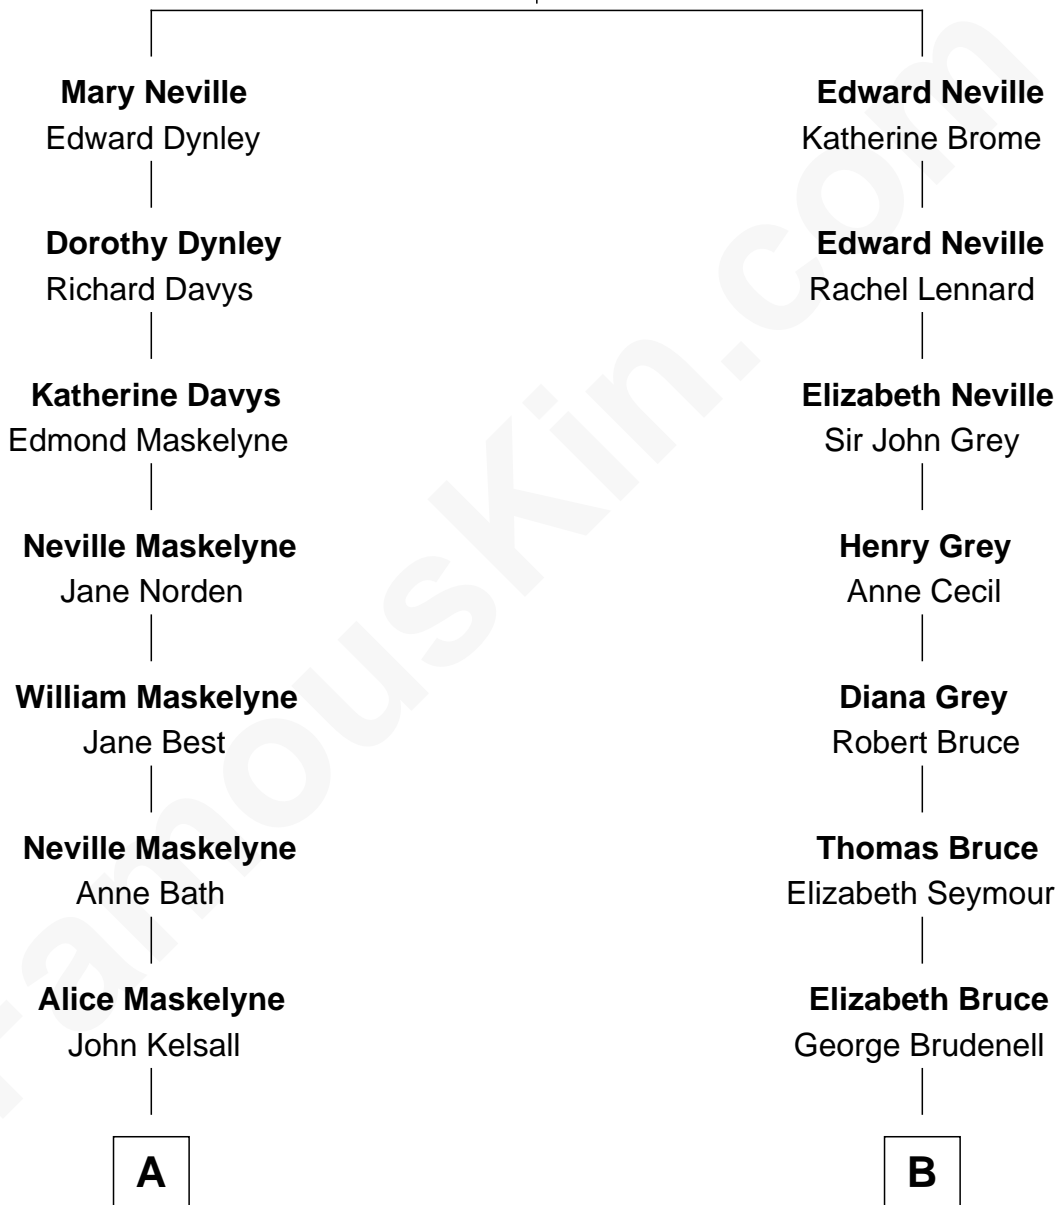 Mary Neville
Edward Dynley
Dorothy Dynley
Richard Davys
Katherine Davys
Edmond Maskelyne
Neville Maskelyne
Jane Norden
William Maskelyne
Jane Best
Neville Maskelyne
Anne Bath
Alice Maskelyne
John Kelsall
A
Edward Neville
Katherine Brome
Edward Neville
Rachel Lennard
Elizabeth Neville
Sir John Grey
Henry Grey
Anne Cecil
Diana Grey
Robert Bruce
Thomas Bruce
Elizabeth Seymour
Elizabeth Bruce
George Brudenell
B
FamousKin.com